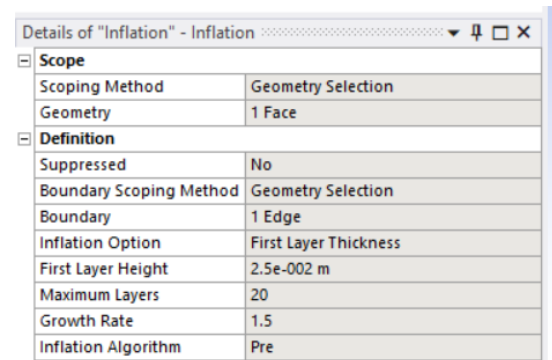 Details of "Inflation" - Inflation
Scope
Scoping Method Geometry Selection
Geometry 1 Face
Definition
Suppressed No
Boundary Scoping Method Geometry Selection
Boundary 1 Edge
Inflation Option First Layer Thickness
First Layer Height 2.5e-002 m
Maximum Layers 20
Growth Rate 1.5
Inflation Algorithm Pre